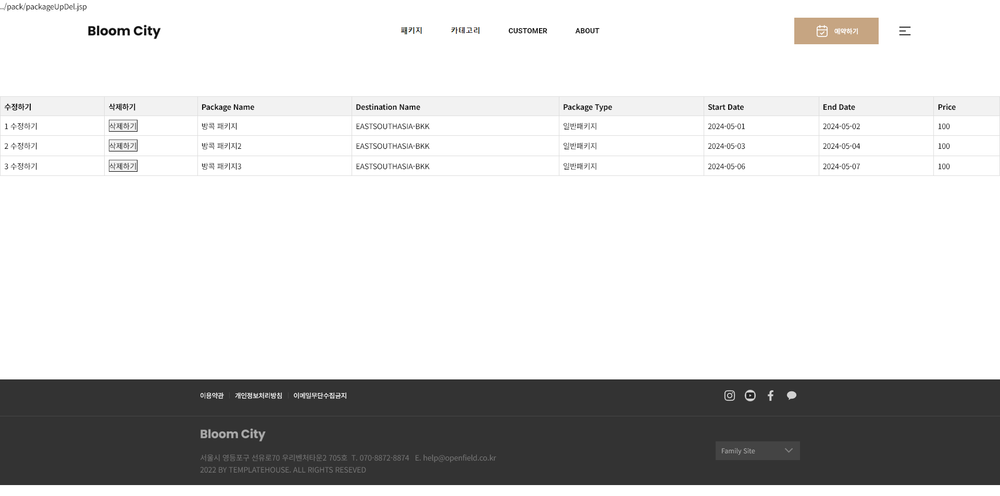 ../pack/packageUpDel.jsp
Bloom City 패키지 카테고리 CUSTOMER ABOUT 예약하기
수정하기 삭제하기 Package Name Destination Name Package Type Start Date End Date Price
1 수정하기 삭제하기 방콕 패키지 EASTSOUTHASIA-BKK 일반패키지 2024-05-01 2024-05-02 100
2 수정하기 삭제하기 방콕 패키지2 EASTSOUTHASIA-BKK 일반패키지 2024-05-03 2024-05-04 100
3 수정하기 삭제하기 방콕 패키지3 EASTSOUTHASIA-BKK 일반패키지 2024-05-06 2024-05-07 100
이용약관 개인정보처리방침 이메일무단수집금지
Bloom City
Family Site
서울시 영등포구 선유로70 우리벤처타운2 705호 T. 070-8872-8874 E. help@openfield.co.kr
2022 BY TEMPLATEHOUSE. ALL RIGHTS RESEVED